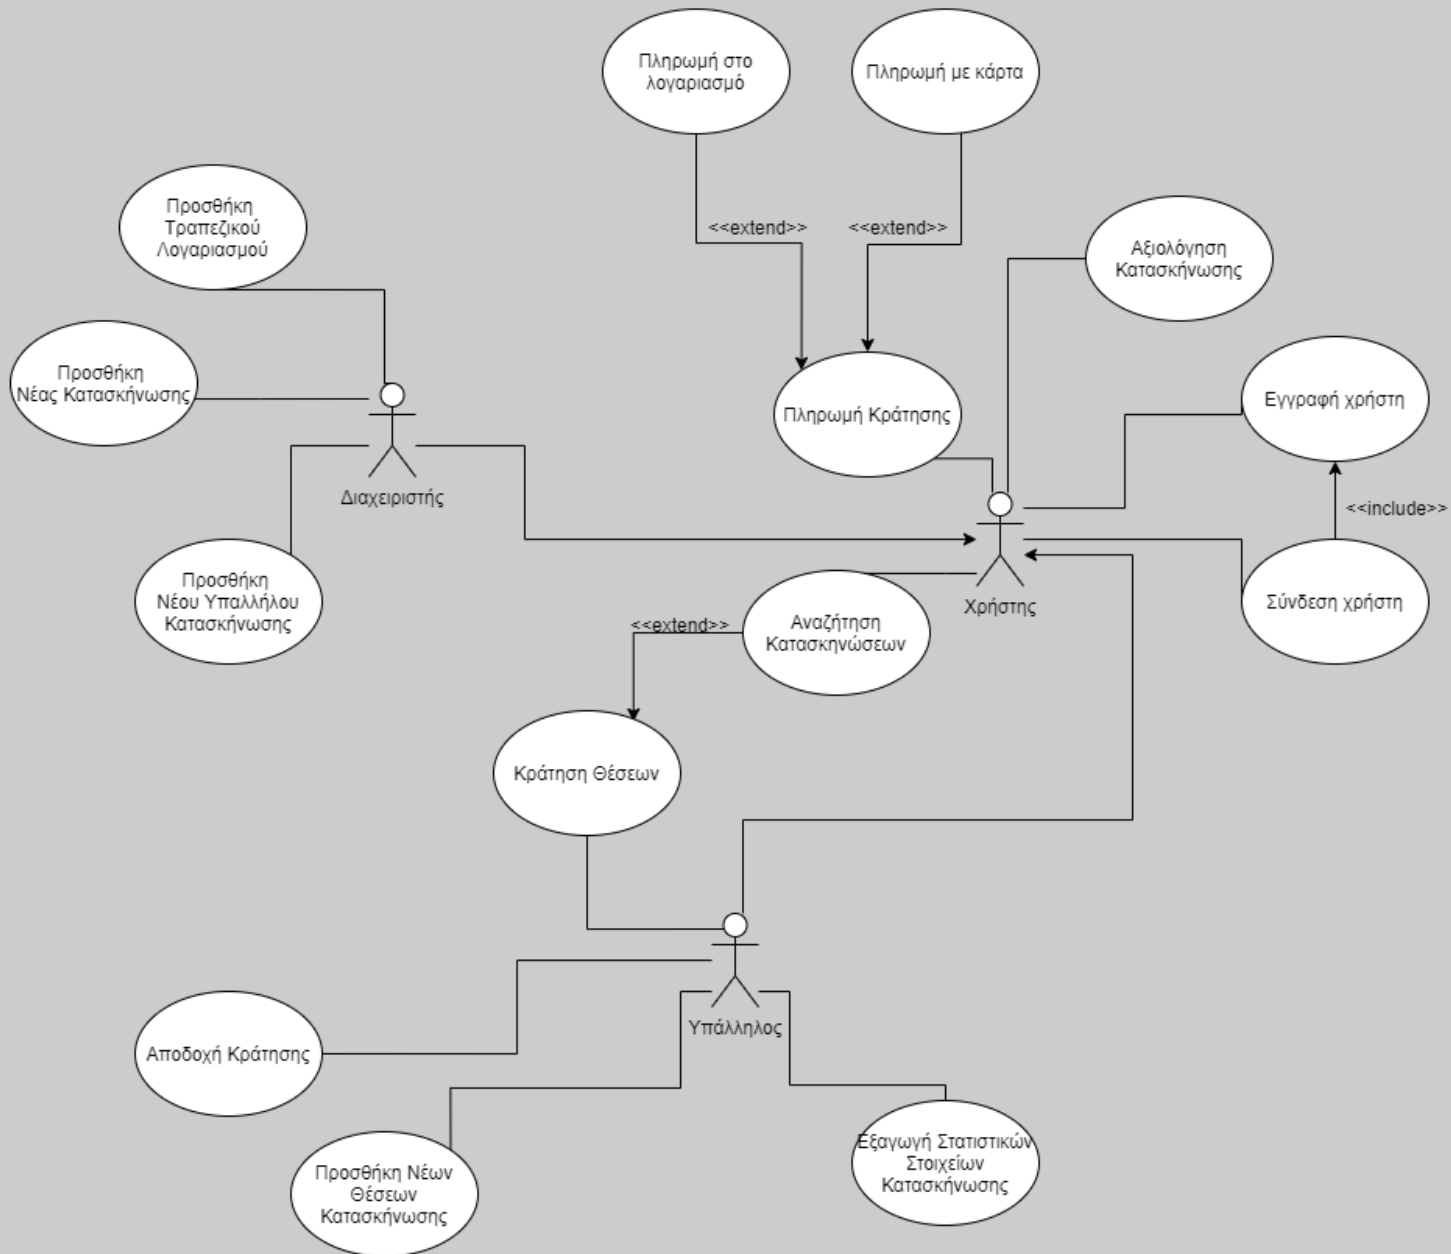 Πληρωμή στο
λογαριασμό
Πληρωμή με κάρτα
Προσθήκη
Τραπεζικού
Λογαριασμού
<<extend>>
<<extend>>
Αξιολόγηση
Κατασκήνωσης
Προσθήκη
Νέας Κατασκήνωσης
Πληρωμή Κράτησης
Εγγραφή χρήστη
Διαχειριστής
<<include>>
Προσθήκη
Νέου Υπαλλήλου
Κατασκήνωσης
Χρήστης
Σύνδεση χρήστη
<<extend>>
Αναζήτηση
Κατασκηνώσεων
Κράτηση Θέσεων
Υπάλληλος
Αποδοχή Κράτησης
Προσθήκη Νέων
Θέσεων
Κατασκήνωσης
Εξαγωγή Στατιστικών
Στοιχείων
Κατασκήνωσης